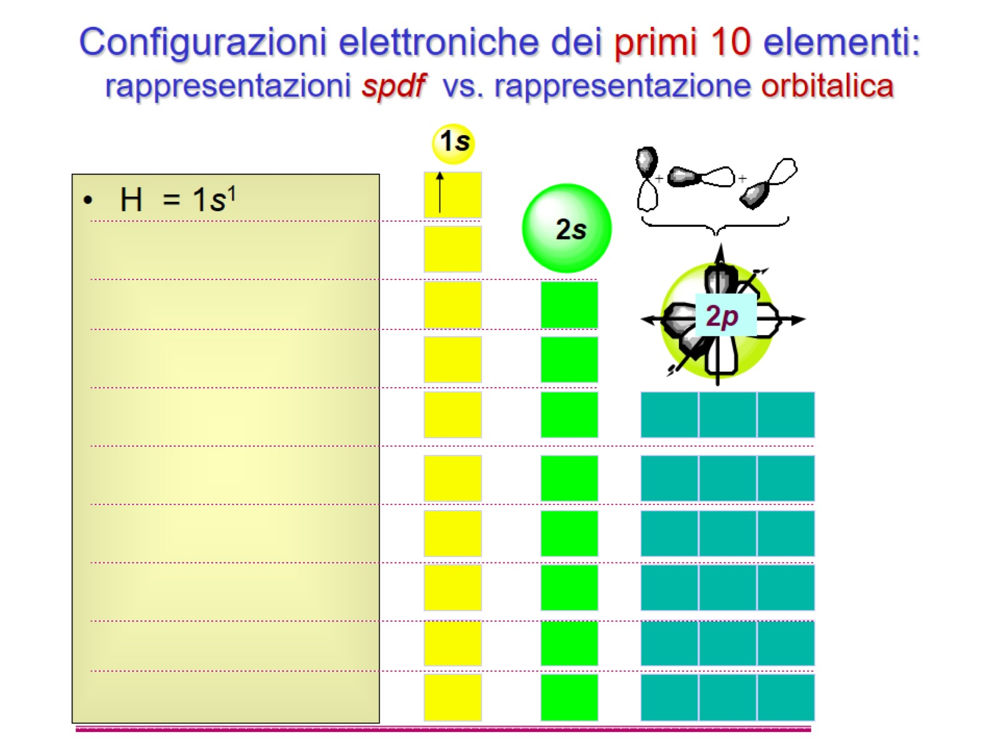 Configurazioni elettroniche dei primi 10 elementi:
rappresentazioni spdf vs. rappresentazione orbitalica
1s
• H = 1s¹
+ +
2s
2p